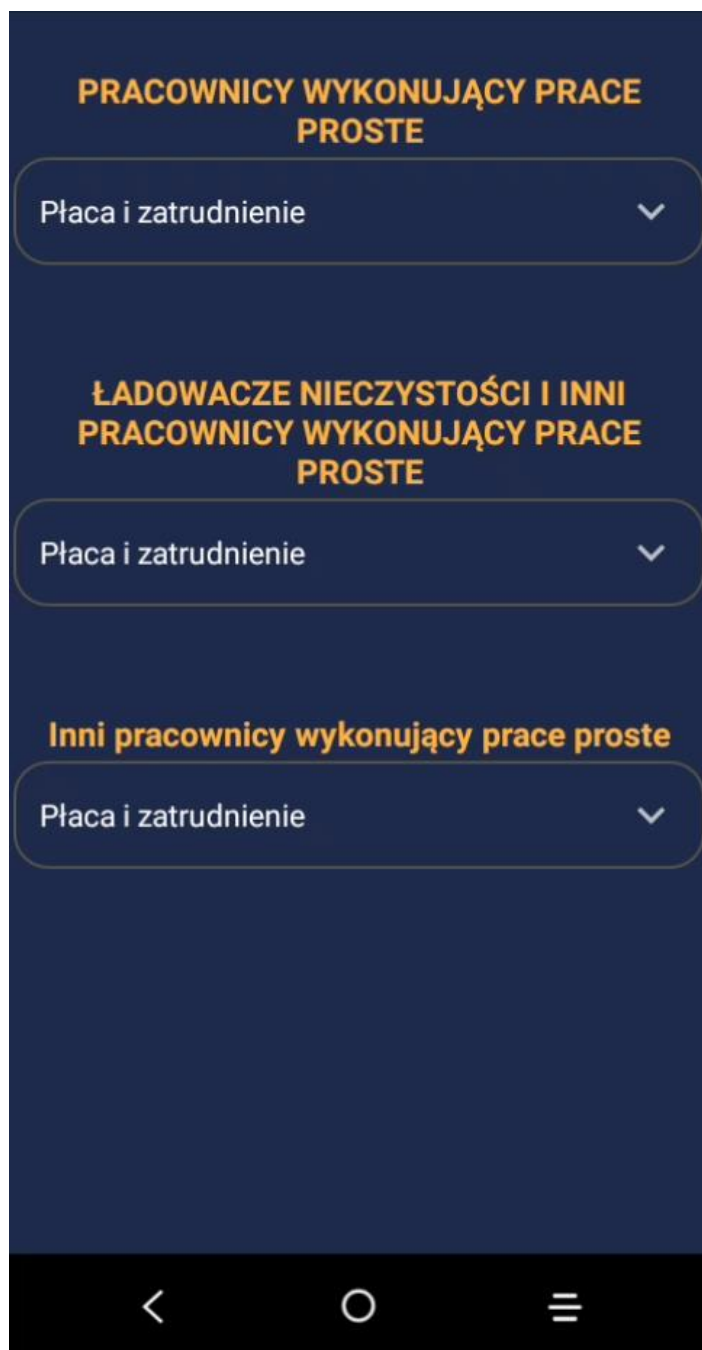 PRACOWNICY WYKONUJĄCY PRACE
PROSTE
Płaca i zatrudnienie
ŁADOWACZE NIECZYSTOŚCI I INNI
PRACOWNICY WYKONUJĄCY PRACE
PROSTE
Płaca i zatrudnienie
Inni pracownicy wykonujący prace proste
Płaca i zatrudnienie